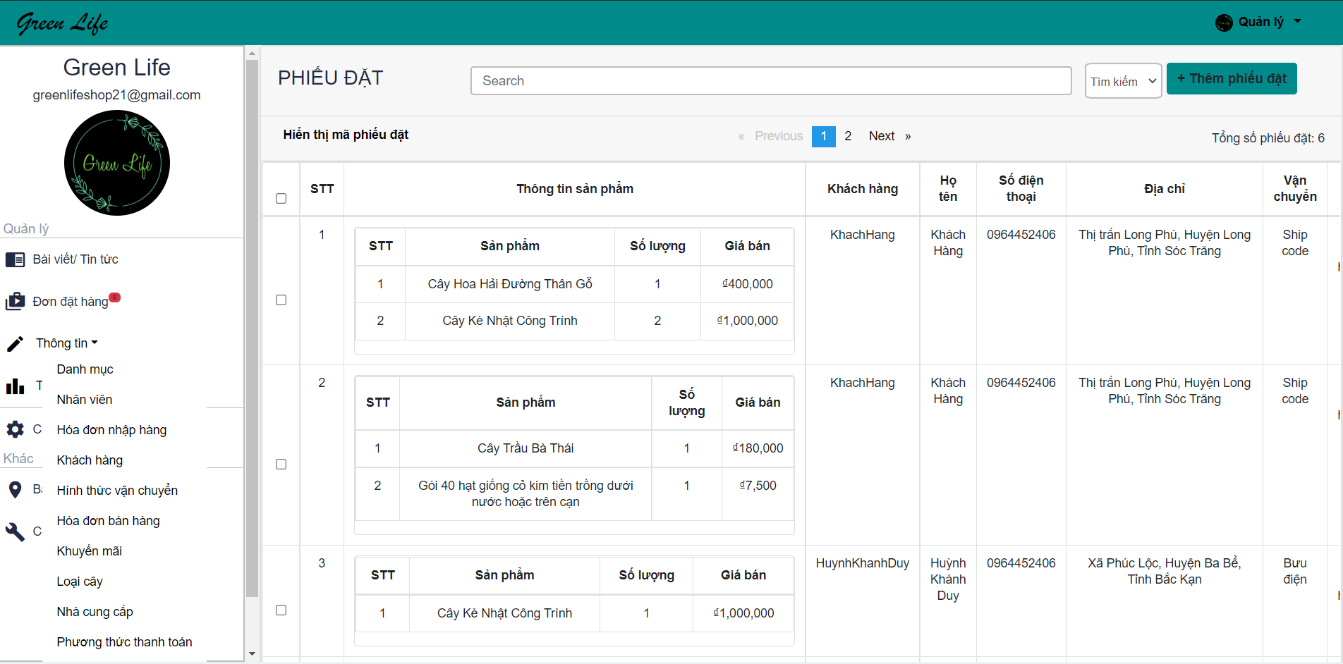 Green Life
Quản lý
Green Life
greenlifeshop21@gmail.com
Green Life
Quản lý
Bài viết/ Tin tức
Đơn đặt hàng
Thông tin
T
C
Khác
B
C
Danh mục
Nhân viên
Hóa đơn nhập hàng
Khách hàng
Hình thức vận chuyển
Hóa đơn bán hàng
Khuyến mãi
Loại cây
Nhà cung cấp
Phương thức thanh toán
PHIẾU ĐẶT
Search
Tìm kiếm
+ Thêm phiếu đặt
Hiển thị mã phiếu đặt
« Previous 1 2 Next »
Tổng số phiếu đặt: 6
STT Thông tin sản phẩm Khách hàng Họ tên Số điện thoại Địa chỉ Vận chuyển
1
STT Sản phẩm Số lượng Giá bán
1 Cây Hoa Hải Đường Thân Gỗ 1 ₫400,000
2 Cây Kè Nhật Công Trình 2 ₫1,000,000
KhachHang
Khách
Hàng
0964452406
Thị trấn Long Phú, Huyện Long
Phú, Tỉnh Sóc Trăng
Ship
code
2
STT Sản phẩm Số lượng Giá bán
1 Cây Trầu Bà Thái 1 ₫180,000
2 Gói 40 hạt giống cỏ kim tiền trồng dưới
nước hoặc trên cạn
1 ₫7,500
KhachHang
Khách
Hàng
0964452406
Thị trấn Long Phú, Huyện Long
Phú, Tỉnh Sóc Trăng
Ship
code
3
STT Sản phẩm Số lượng Giá bán
1 Cây Kè Nhật Công Trình 1 ₫1,000,000
HuynhKhanhDuy
Huỳnh
Khánh
Duy
0964452406
Xã Phúc Lộc, Huyện Ba Bể,
Tỉnh Bắc Kạn
Bưu
điện